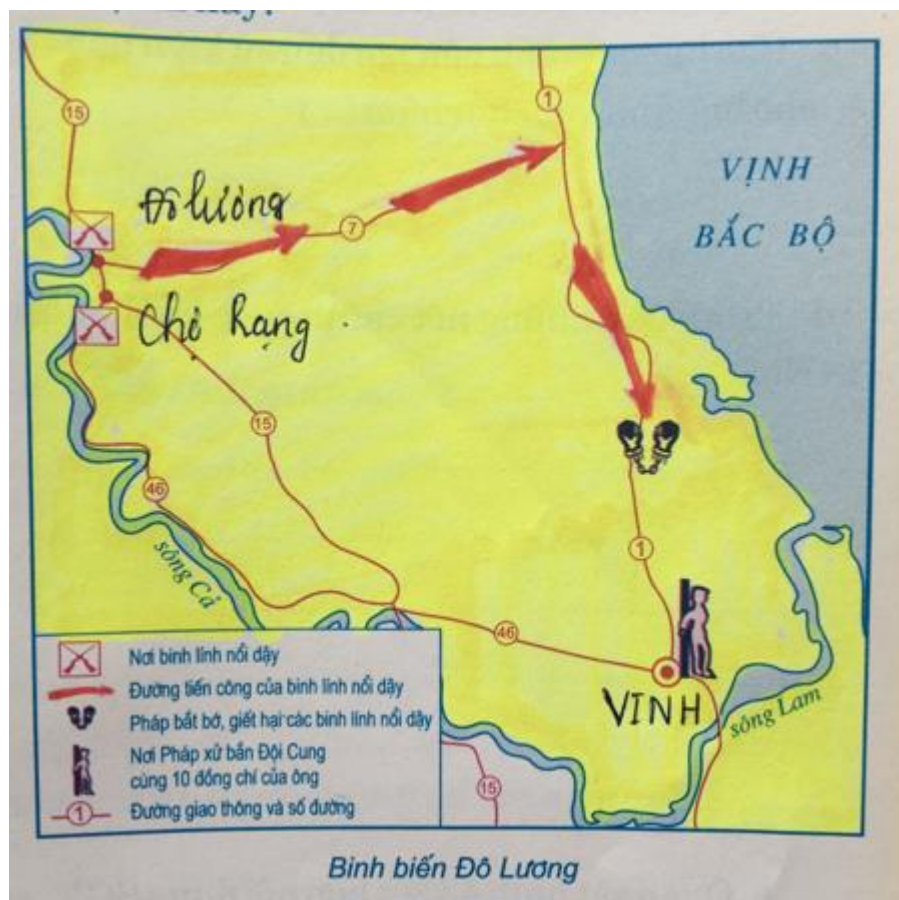 15
1
VỊNH
BẮC BỘ
Đô lương
7
Chợ Rạng
15
46
sông Cả
1
46
VINH
sông Lam
15
Nơi binh lính nổi dậy
Đường tiến công của binh lính nổi dậy
Pháp bắt bớ, giết hại các binh lính nổi dậy
Nơi Pháp xử bắn Đội Cung
cùng 10 đồng chí của ông
1 Đường giao thông và số đường
Binh biến Đô Lương